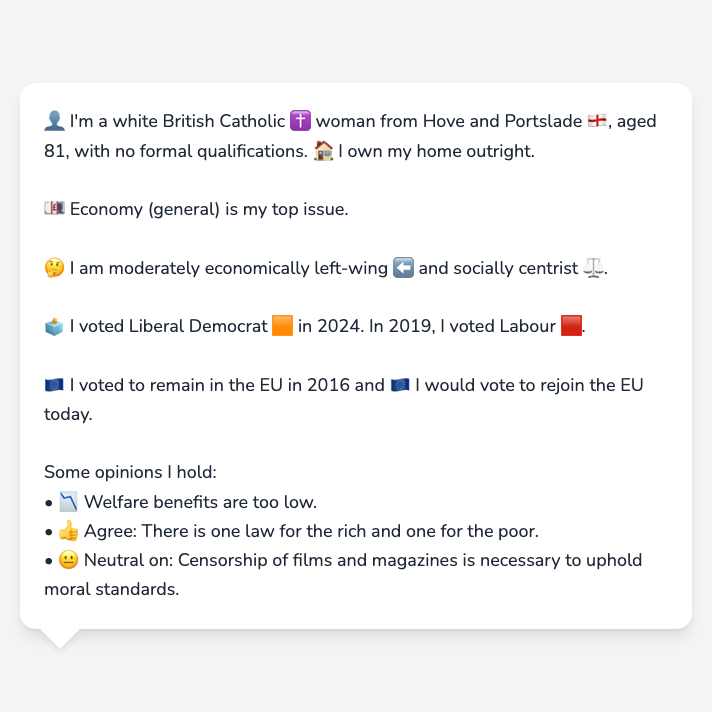 👤 I'm a white British Catholic ✝️ woman from Hove and Portslade 🏴󠁧󠁢󠁥󠁮󠁧󠁿, aged
81, with no formal qualifications. 🏠 I own my home outright.
💷 Economy (general) is my top issue.
🤔 I am moderately economically left-wing ⬅️ and socially centrist ⚖️.
🗳️ I voted Liberal Democrat 🟧 in 2024. In 2019, I voted Labour 🟥.
🇪🇺 I voted to remain in the EU in 2016 and 🇪🇺 I would vote to rejoin the EU
today.
Some opinions I hold:
• 📉 Welfare benefits are too low.
• 👍 Agree: There is one law for the rich and one for the poor.
• 😐 Neutral on: Censorship of films and magazines is necessary to uphold
moral standards.